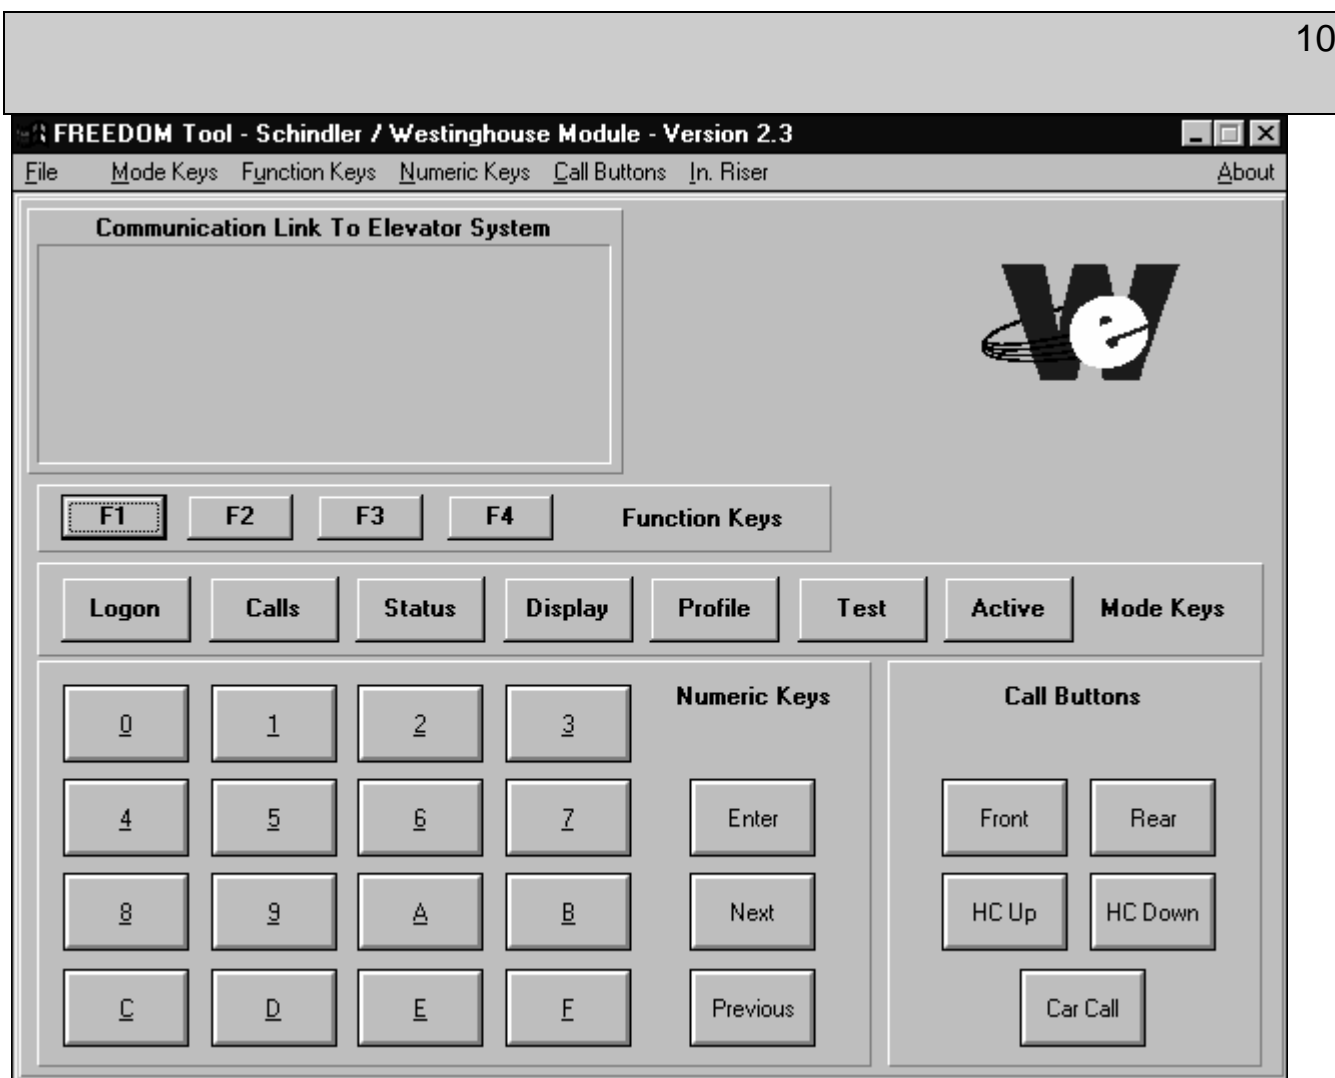 10
FREEDOM Tool - Schindler / Westinghouse Module - Version 2.3
File Mode Keys Function Keys Numeric Keys Call Buttons In. Riser About
Communication Link To Elevator System
We
F1 F2 F3 F4 Function Keys
Logon Calls Status Display Profile Test Active Mode Keys
Numeric Keys Call Buttons
0 1 2 3
4 5 6 7 Enter Front Rear
8 9 A B Next HC Up HC Down
C D E F Previous Car Call